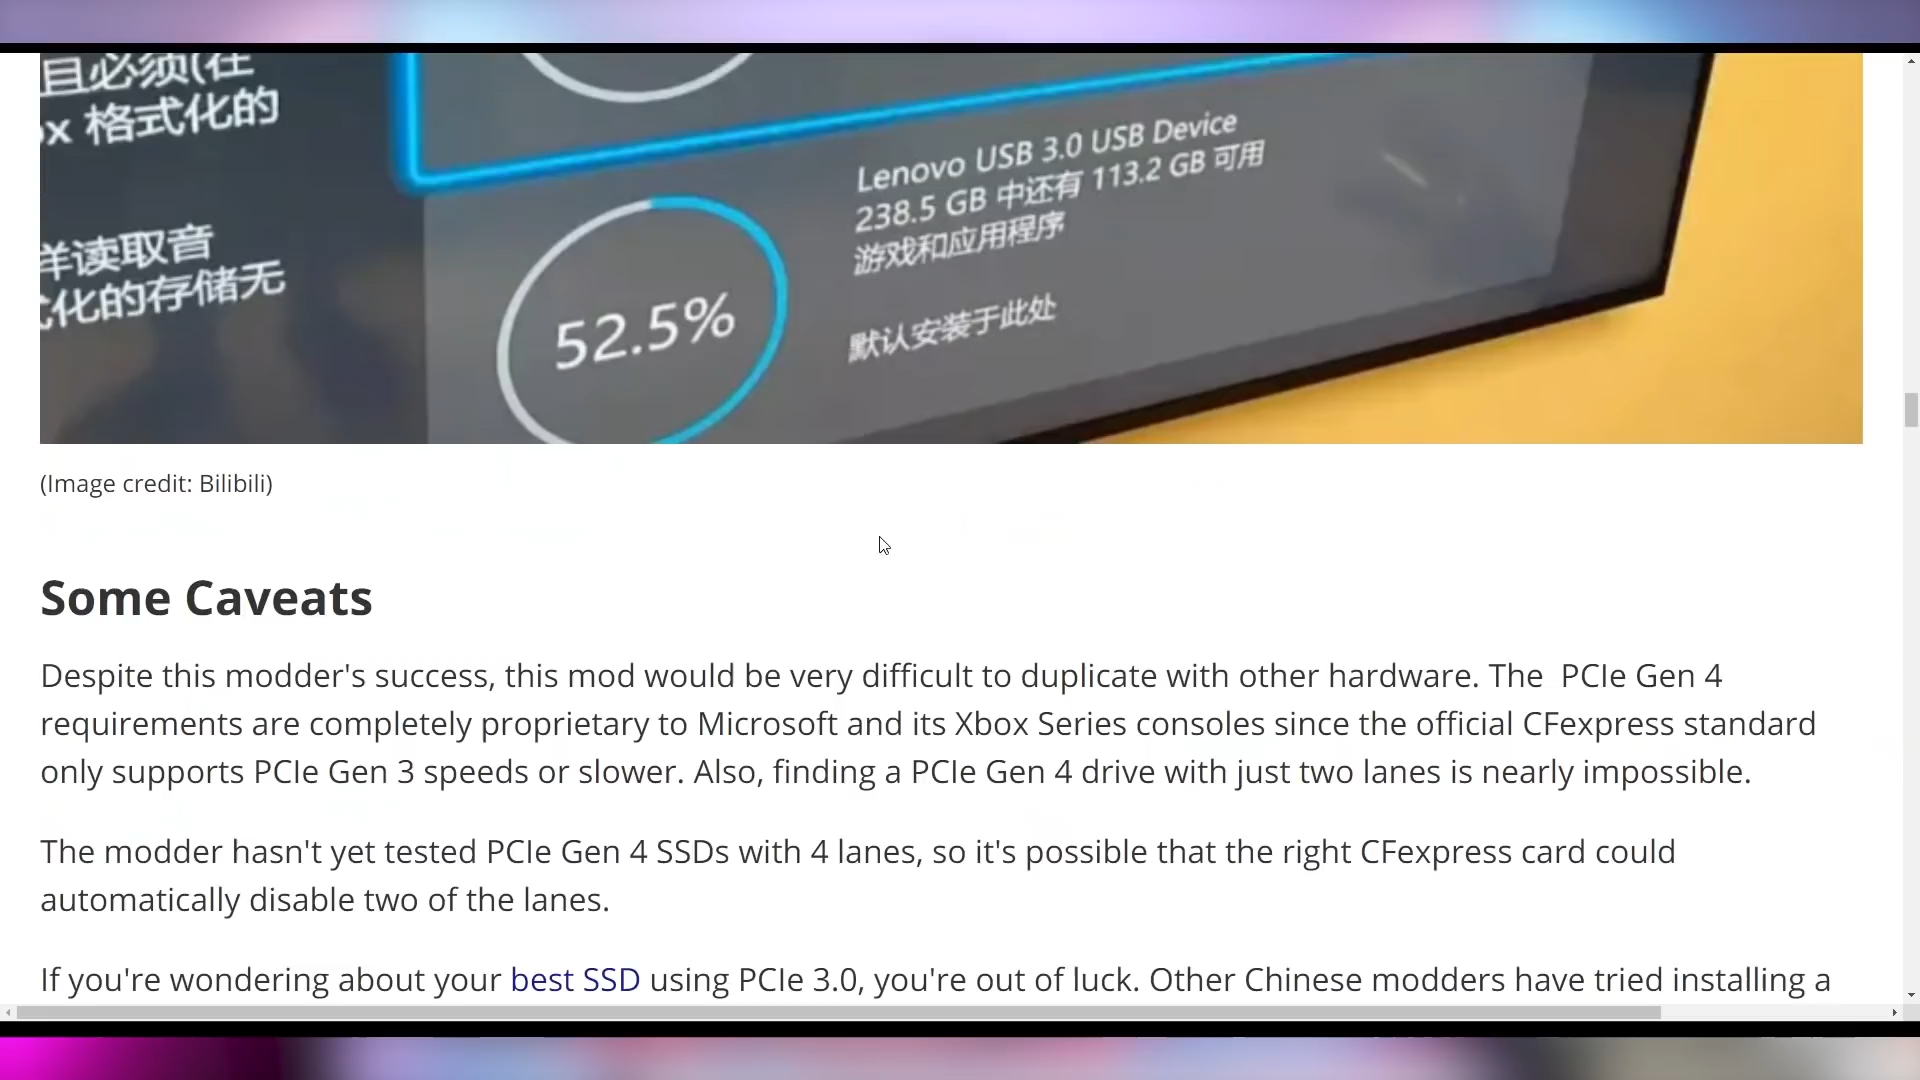 且必须(在
ox 格式化的
样读取音
式化的存储无
52.5%
Lenovo USB 3.0 USB Device
238.5 GB 中还有 113.2 GB 可用
游戏和应用程序
默认安装于此处
(Image credit: Bilibili)
Some Caveats
Despite this modder's success, this mod would be very difficult to duplicate with other hardware. The  PCIe Gen 4
requirements are completely proprietary to Microsoft and its Xbox Series consoles since the official CFexpress standard
only supports PCIe Gen 3 speeds or slower. Also, finding a PCIe Gen 4 drive with just two lanes is nearly impossible.
The modder hasn't yet tested PCIe Gen 4 SSDs with 4 lanes, so it's possible that the right CFexpress card could
automatically disable two of the lanes.
If you're wondering about your best SSD using PCIe 3.0, you're out of luck. Other Chinese modders have tried installing a